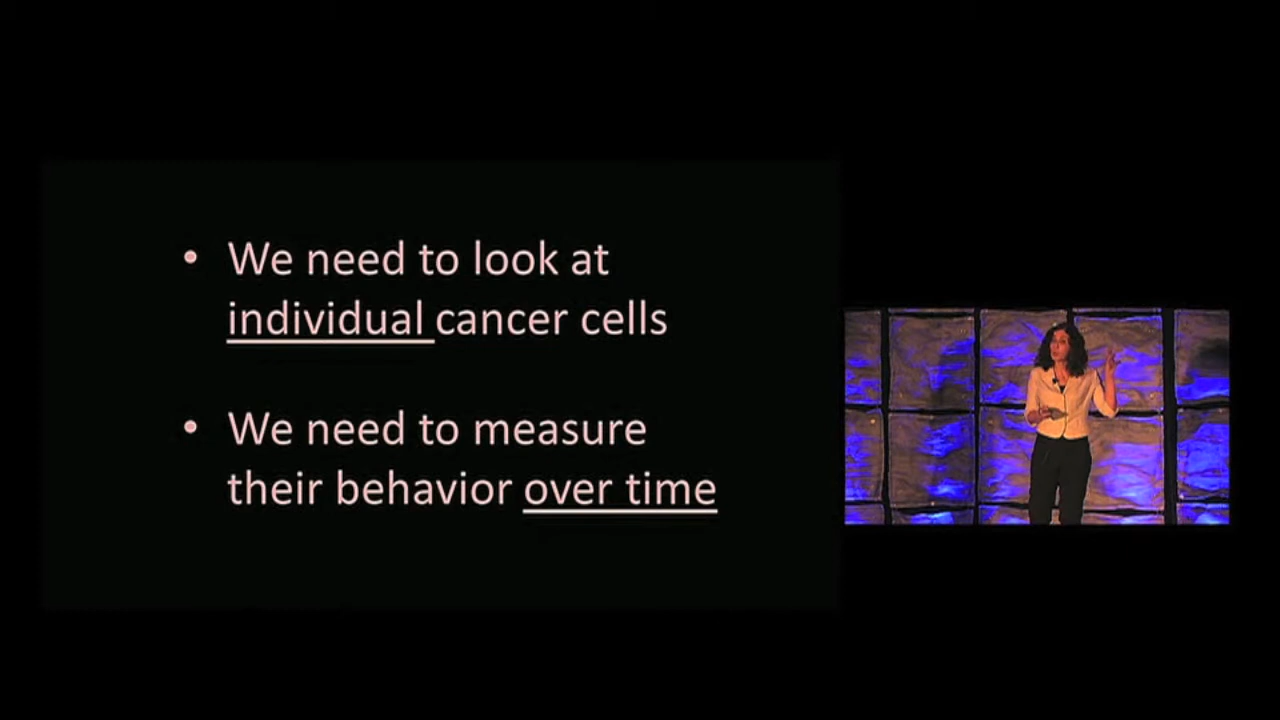 • We need to look at
individual cancer cells
• We need to measure
their behavior over time